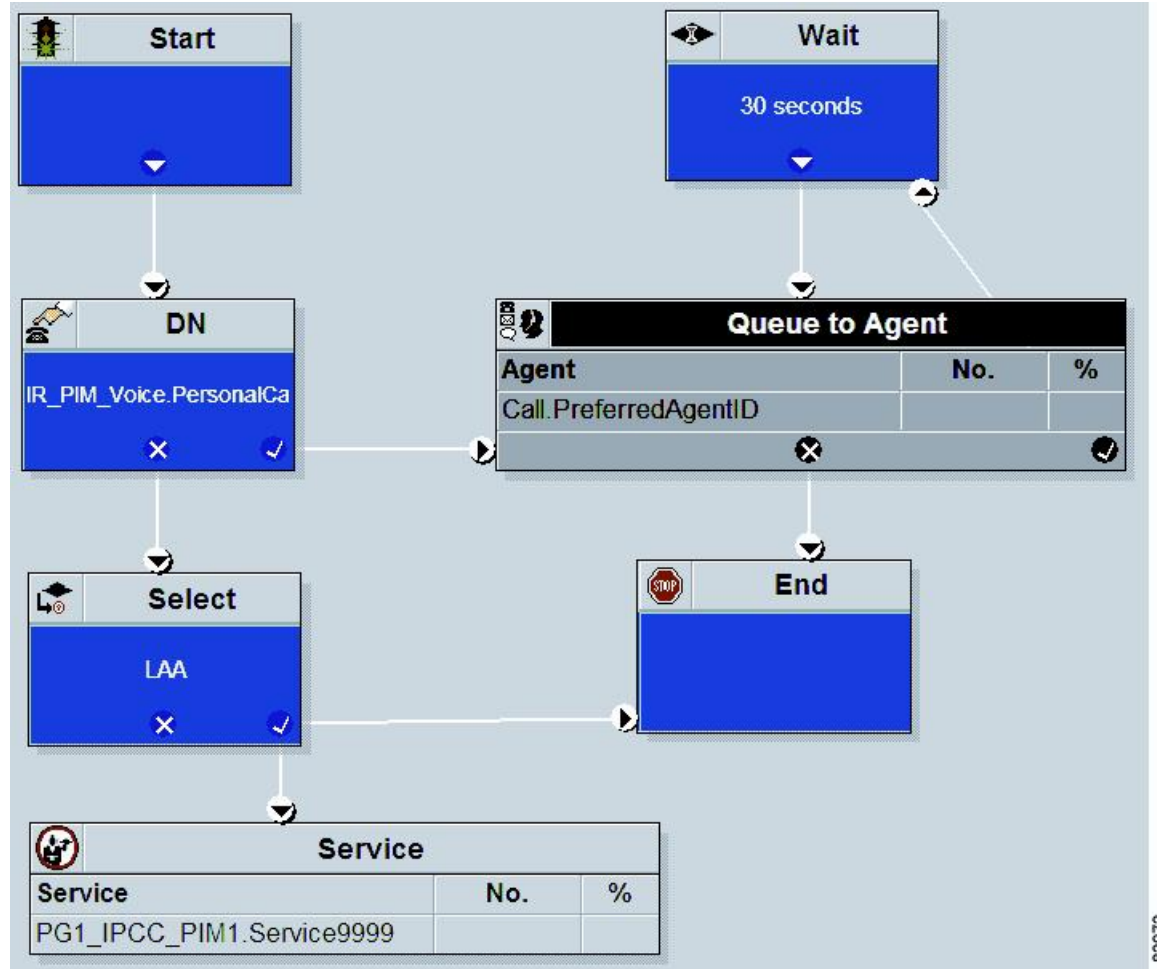 Start
Wait
30 seconds
DN
IR_PIM_Voice.PersonalCa
Queue to Agent
Agent No. %
Call.PreferredAgentID
Select
LAA
STOP
End
Service
Service No. %
PG1_IPCC_PIM1.Service9999